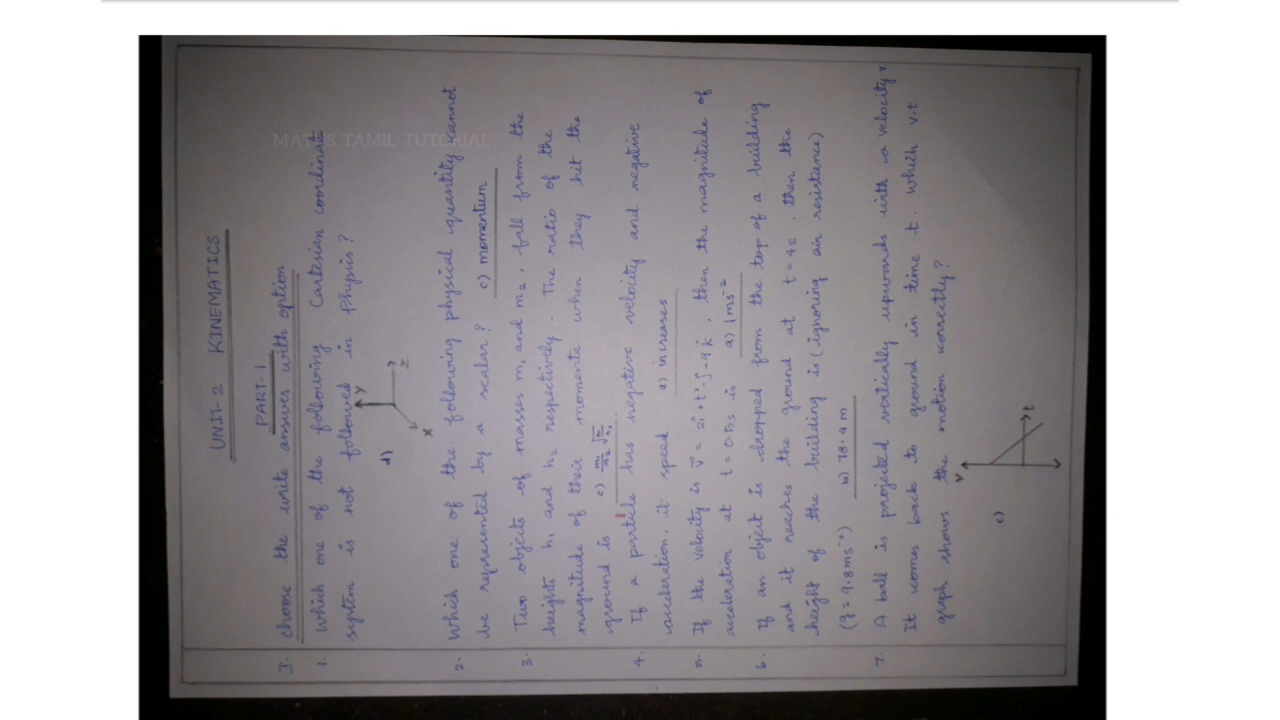 MATHS TAMIL TUTORIAL
UNIT-2 KINEMATICS
PART-I
I. choose the write answer with option.
1. which one of the following Cartesian coordinate
system is not followed in Physics?
d)
Y
Z
X
2. Which one of the following physical quantity cannot
be represented by a scalar? c) momentum
3. Two objects of masses m₁ and m₂, fall from the
heights h₁ and h₂ respectively. The ratio of the
magnitude of their momenta when they hit the
ground is c)
4. If a particle has negative velocity and negative
acceleration, it speed a) increases
5. If the velocity is v⃗ = 2î + t²ĵ - 9k̂, then the magnitude of
acceleration at t = 0.5s is a) 1ms⁻²
6. If an object is dropped from the top of a building
and it reaches the ground at t = 4s, then the
height of the building is (ignoring air resistance)
(g = 9.8ms⁻²) b) 78.4 m
7. A ball is projected vertically upwards with a velocity v.
It comes back to ground in time t. Which v-t
graph shows the motion correctly?
c)
v
t